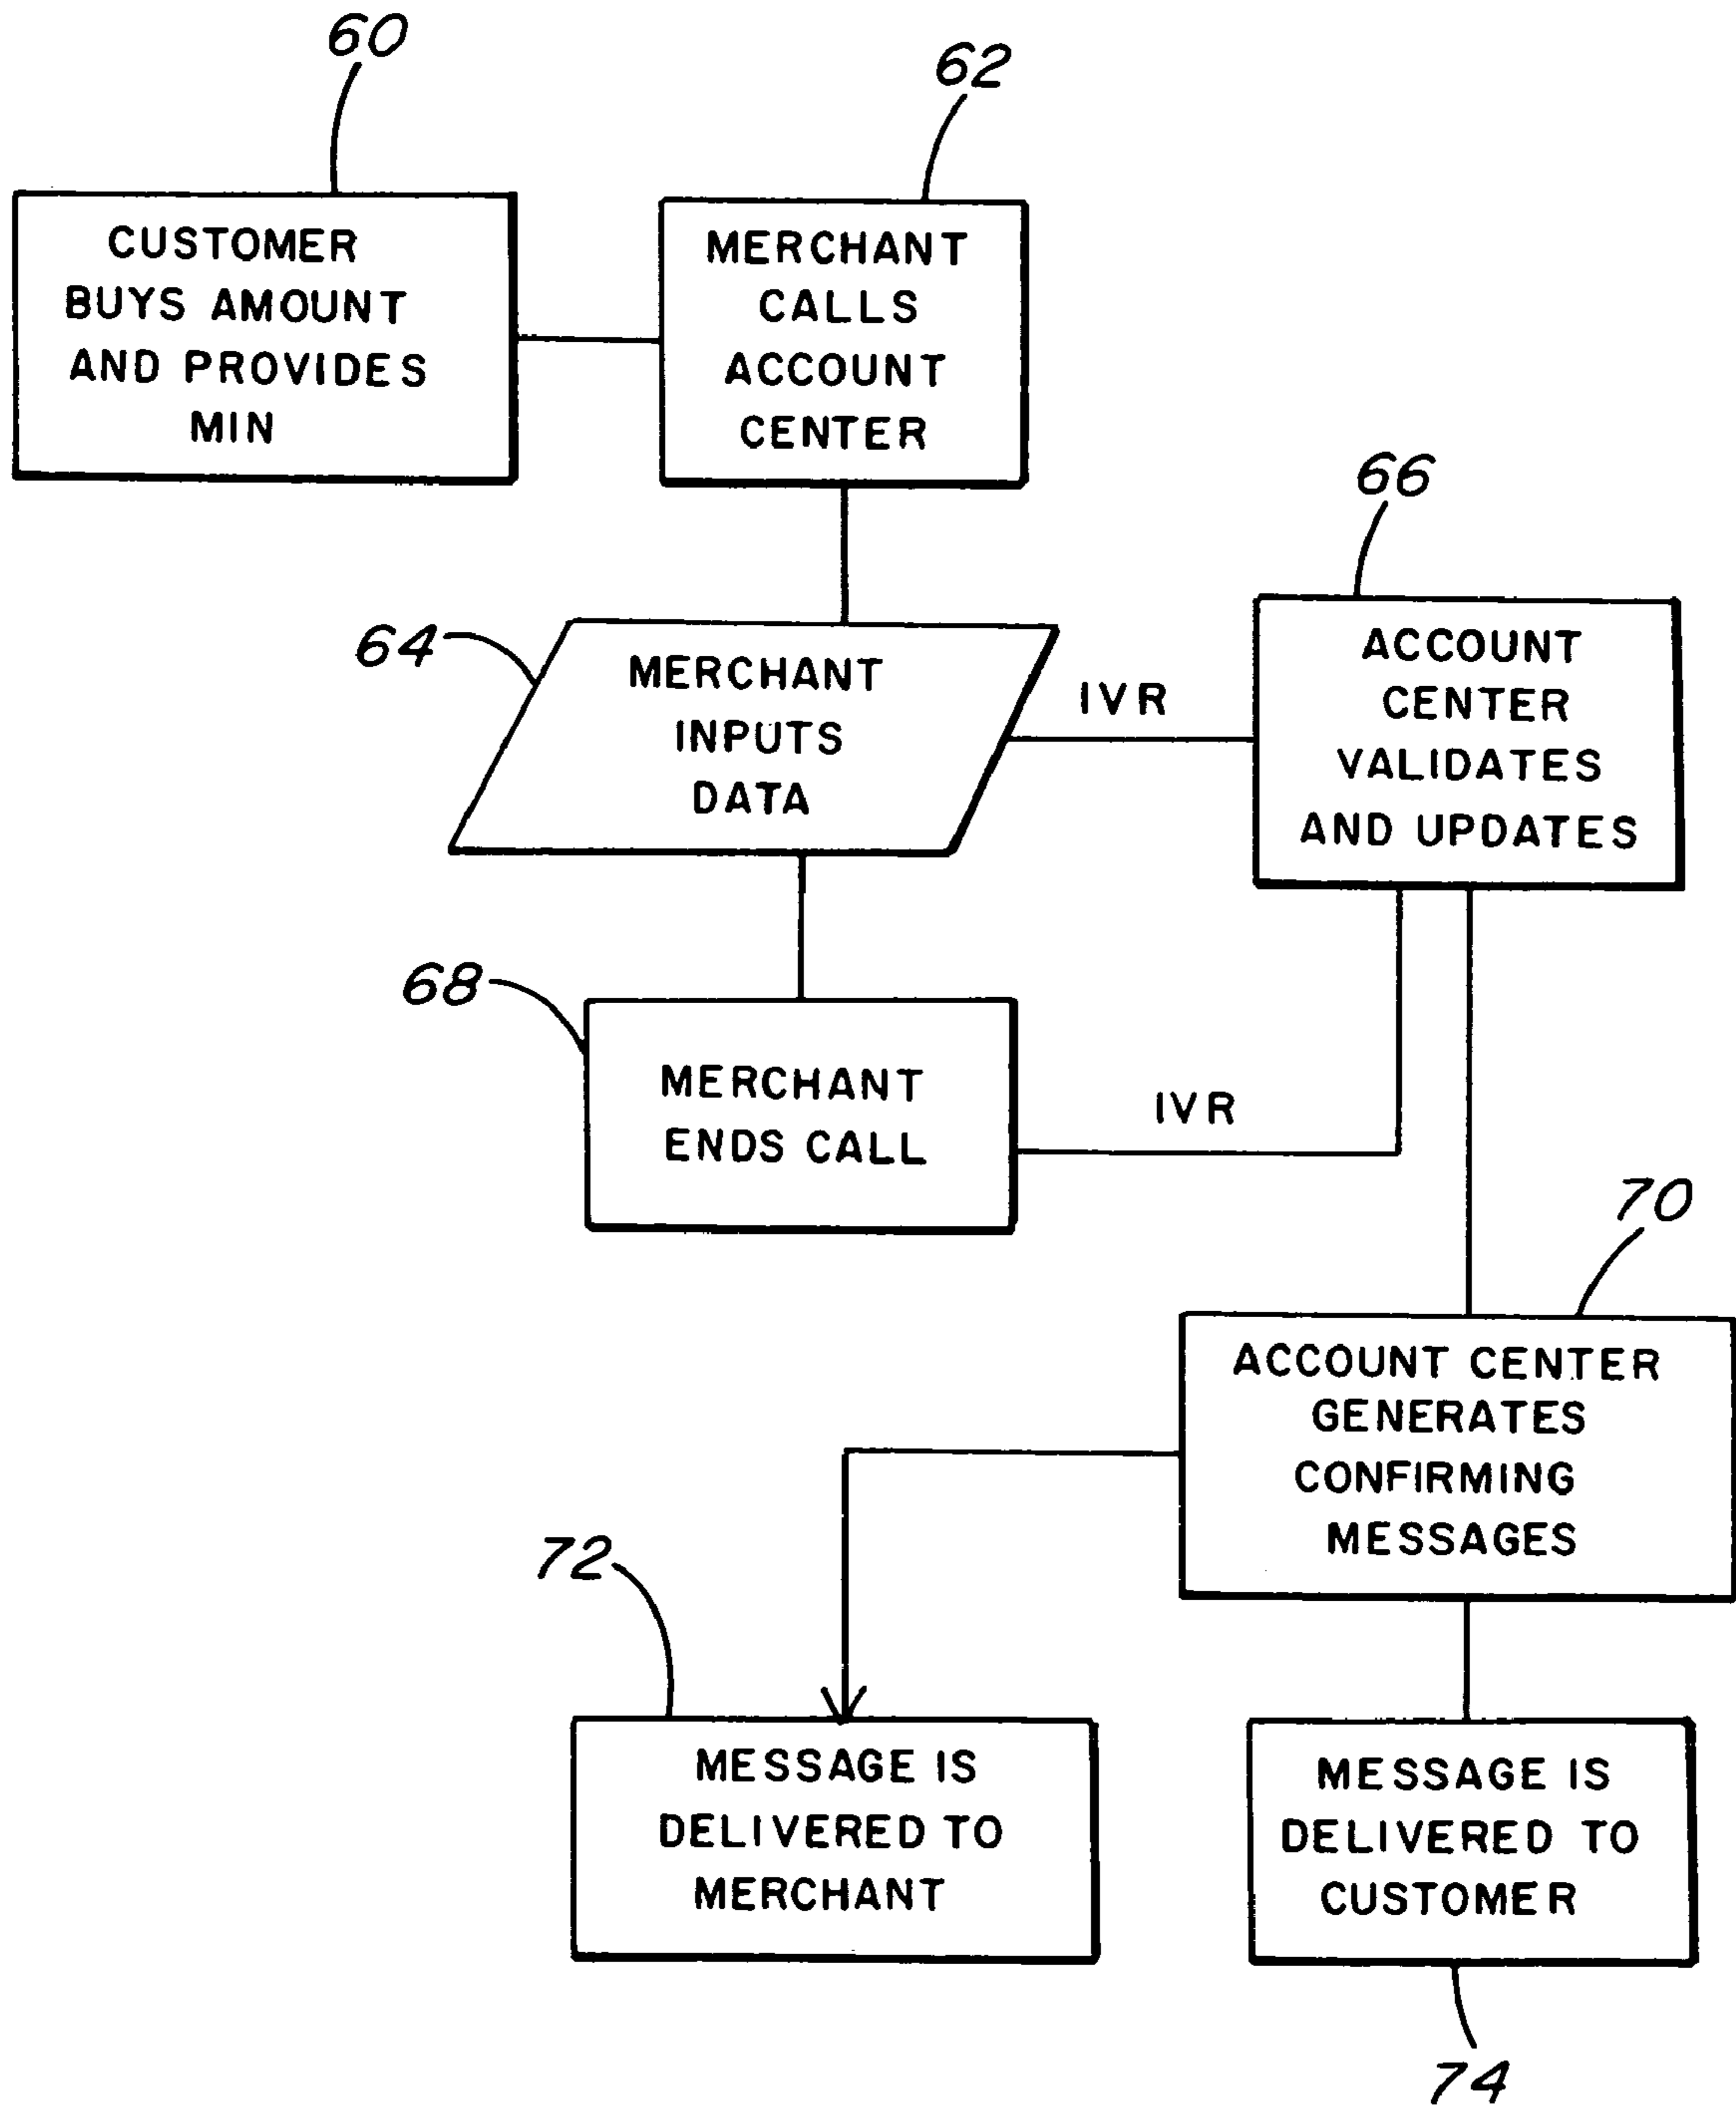 60
62
CUSTOMER
BUYS AMOUNT
AND PROVIDES
MIN
MERCHANT
CALLS
ACCOUNT
CENTER
64
MERCHANT
INPUTS
DATA
IVR
66
ACCOUNT
CENTER
VALIDATES
AND UPDATES
68
MERCHANT
ENDS CALL
IVR
70
ACCOUNT CENTER
GENERATES
CONFIRMING
MESSAGES
72
MESSAGE IS
DELIVERED TO
MERCHANT
MESSAGE IS
DELIVERED TO
CUSTOMER
74